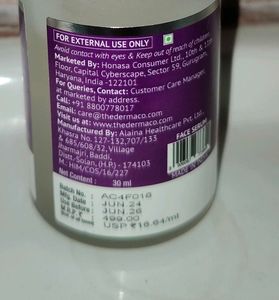 FOR EXTERNAL USE ONLY
Avoid contact with eyes & Keep out of reach of children.
Marketed By: Honasa Consumer Ltd., 10th & 11th
Floor, Capital Cyberscape, Sector 59, Gurugram,
Haryana, India - 122101
For Queries, Contact: Customer Care Manager,
Call: +91 8800778017
Visit us at: www.thedermaco.com
Email: care@thedermaco.com
Manufactured By: Alaina Healthcare Pvt. Ltd.,
Khasra No. 127-132,707/133
& 685/608/32, Village
Jharmajri, Baddi,
Distt. Solan, (H.P.) - 174103
M.: HIM/COS/16/227
FACE SERUM
MADE IN
Net Content : 30 ml
Batch No. : AC4F018
Mfg. Date : JUN.24
Use Before : JUN.26
499.00
USP ₹16.64/ml